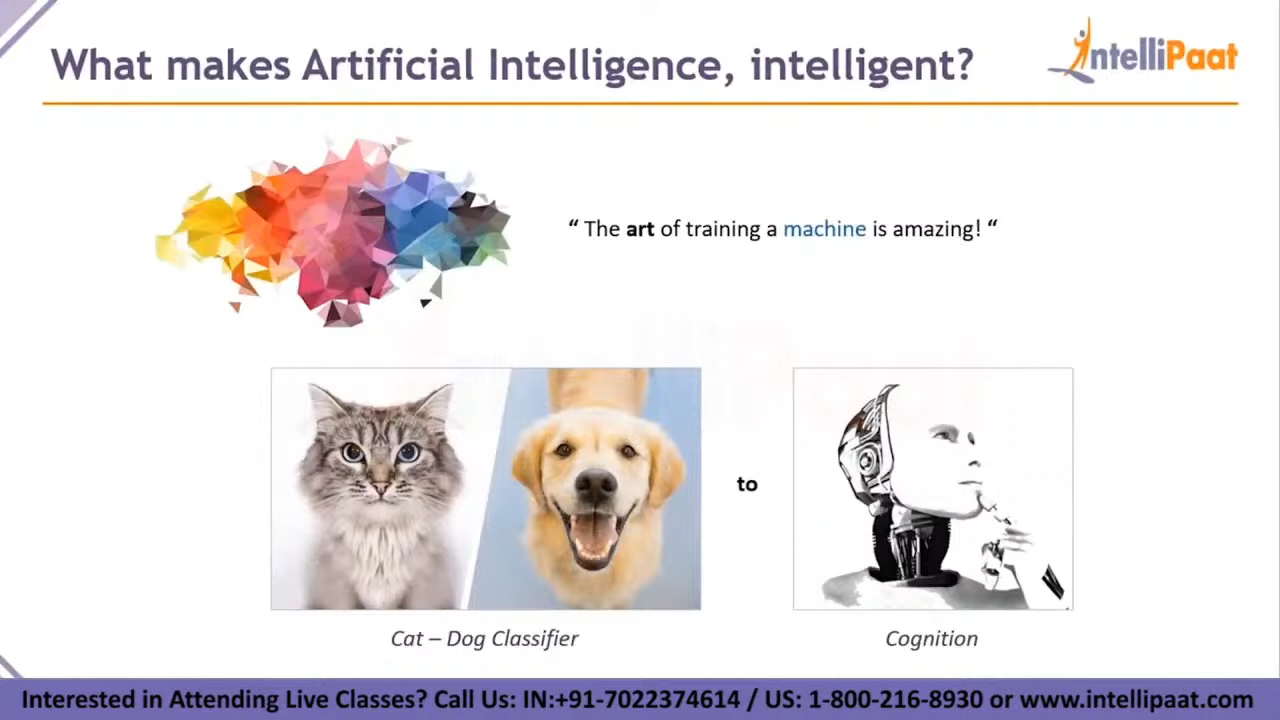 What makes Artificial Intelligence, intelligent?
IntelliPaat
“ The art of training a machine is amazing! “
to
Cat – Dog Classifier
Cognition
Interested in Attending Live Classes? Call Us: IN:+91-7022374614 / US: 1-800-216-8930 or www.intellipaat.com